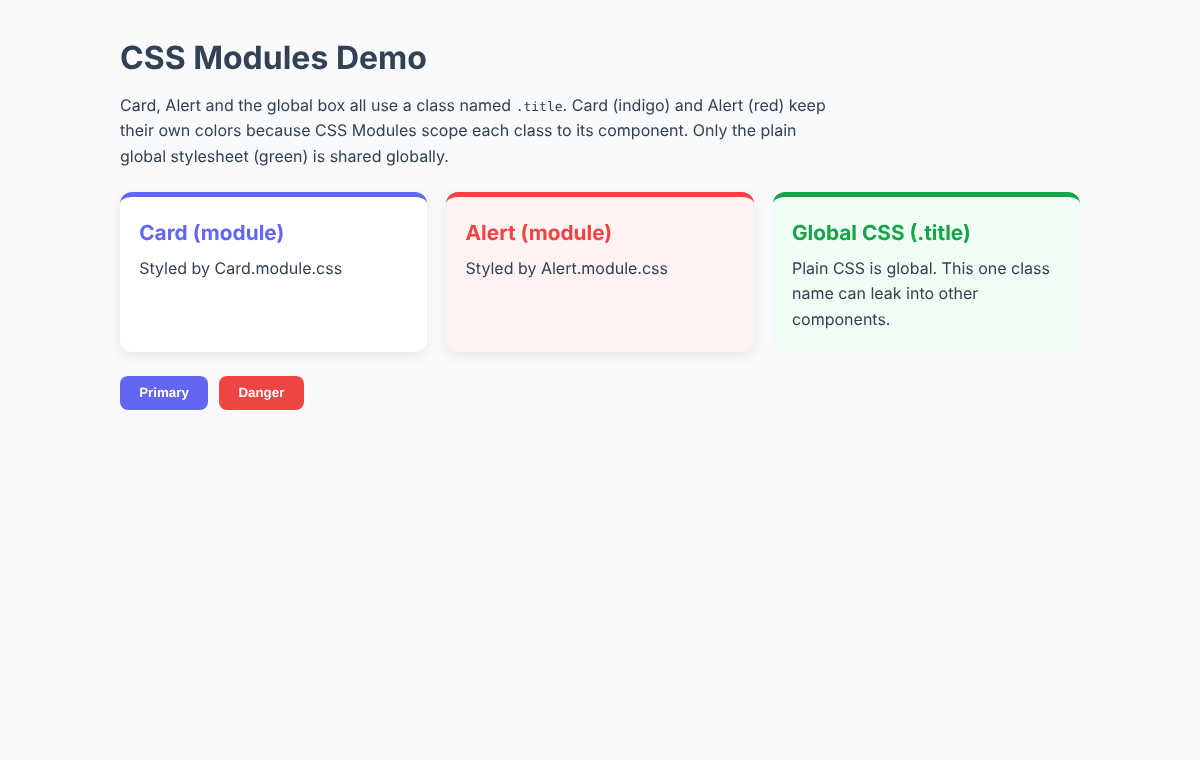 CSS Modules Demo
Card, Alert and the global box all use a class named .title. Card (indigo) and Alert (red) keep
their own colors because CSS Modules scope each class to its component. Only the plain
global stylesheet (green) is shared globally.
Card (module)
Styled by Card.module.css
Alert (module)
Styled by Alert.module.css
Global CSS (.title)
Plain CSS is global. This one class
name can leak into other
components.
Primary
Danger